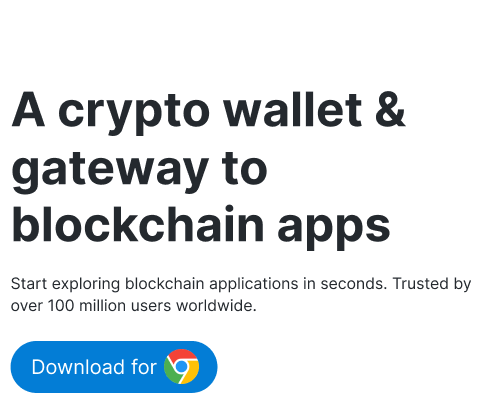 A crypto wallet &
gateway to
blockchain apps
Start exploring blockchain applications in seconds. Trusted by
over 100 million users worldwide.
Download for